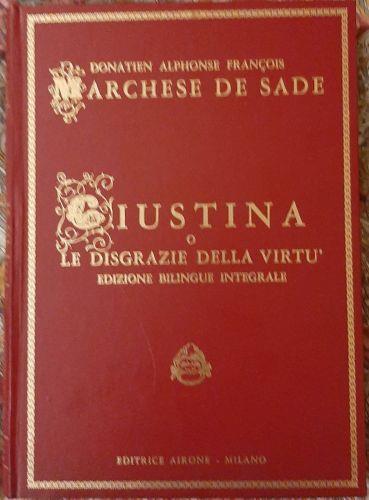 DONATIEN ALPHONSE FRANÇOIS
MARCHESE DE SADE
GIUSTINA
O
LE DISGRAZIE DELLA VIRTU'
EDIZIONE BILINGUE INTEGRALE
EDITRICE AIRONE - MILANO